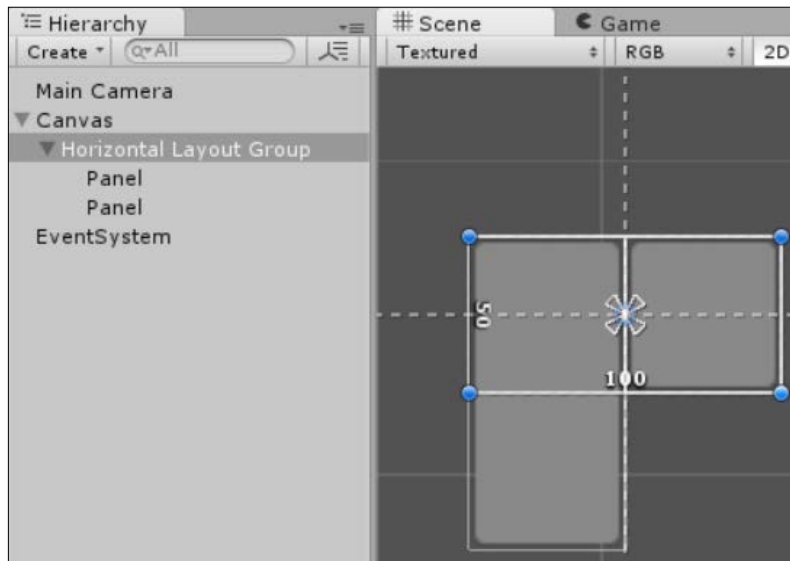 Hierarchy
Create
All
Main Camera
Canvas
Horizontal Layout Group
Panel
Panel
EventSystem
Scene
Game
Textured
RGB
2D
50
100